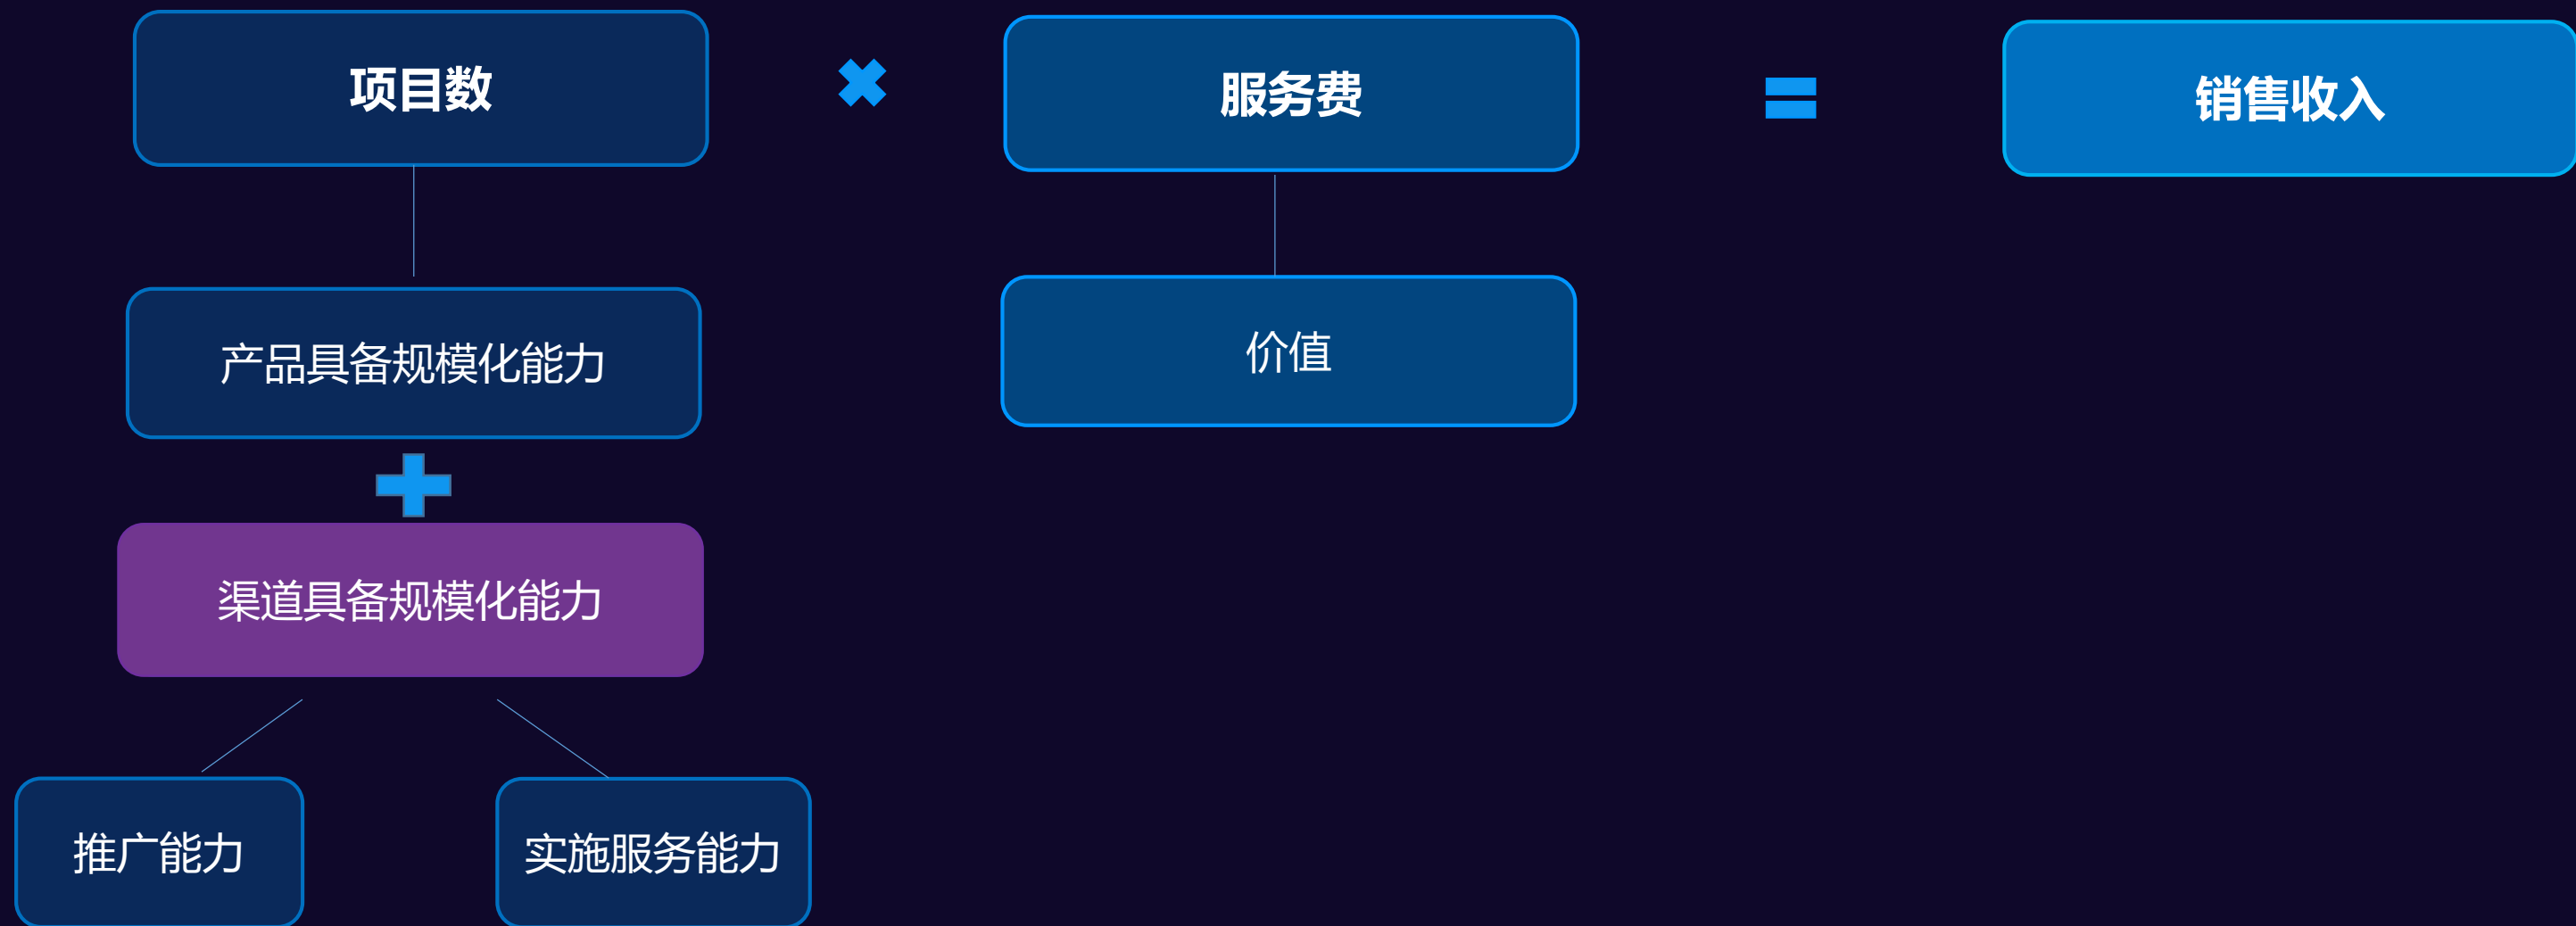 项目数
服务费
销售收入
产品具备规模化能力
价值
渠道具备规模化能力
推广能力
实施服务能力